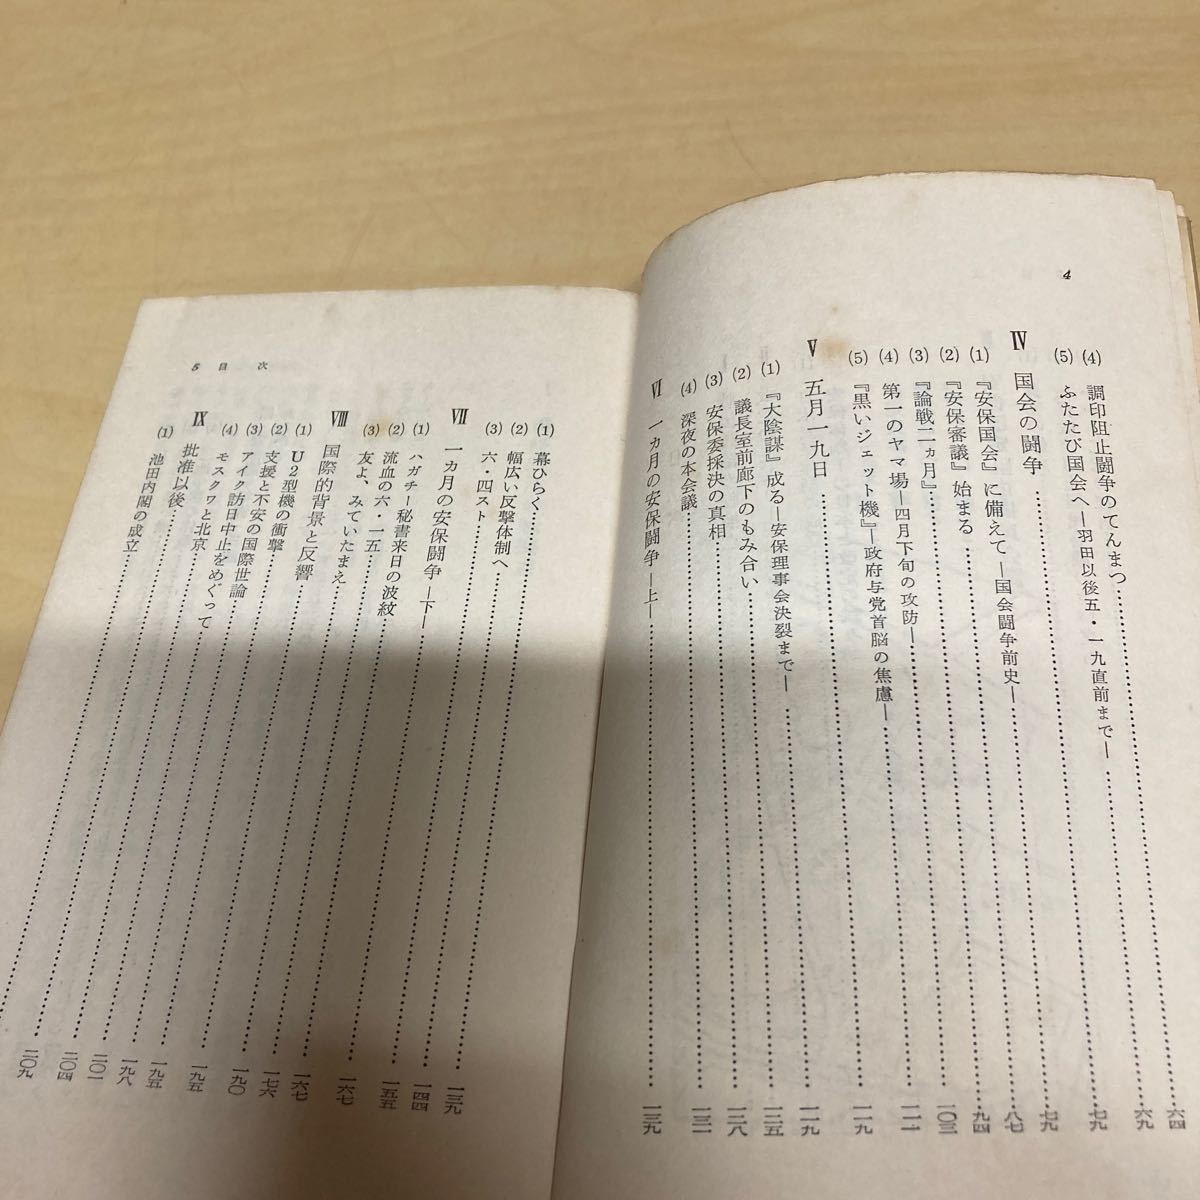 4
(4) 調印阻止闘争のてんまつ 六四
(5) ふたたび国会へ―羽田以後五・一九直前まで― 六九
Ⅳ 国会の闘争 七九
(1) 『安保国会』に備えて―国会闘争前史― 七九
(2) 『安保審議』始まる 八七
(3) 『論戦二ヵ月』 九四
(4) 第一のヤマ場―四月下旬の攻防― 一〇三
(5) 『黒いジェット機』―政府与党首脳の焦慮― 一一一
Ⅴ 五月一九日 一一九
(1) 『大陰謀』成る―安保理事会決裂まで― 一一九
(2) 議長室前廊下のもみ合い 一二五
(3) 安保委採決の真相 一二八
(4) 深夜の本会議 一三一
Ⅵ 一ヵ月の安保闘争―上― 一三九
(1) 幕ひらく 一三九
(2) 幅広い反撃体制へ 一四四
(3) 六・四スト 一五五
Ⅶ 一ヵ月の安保闘争―下― 一六七
(1) ハガチー秘書来日の波紋 一六七
(2) 流血の六・一五 一七六
(3) 友よ、みていたまえ 一九〇
Ⅷ 国際的背景と反響 一九五
(1) U2型機の衝撃 一九五
(2) 支援と不安の国際世論 一九八
(3) アイク訪日中止をめぐって 二〇一
(4) モスクワと北京 二〇四
Ⅸ 批准以後 二〇九
(1) 池田内閣の成立
5 目次